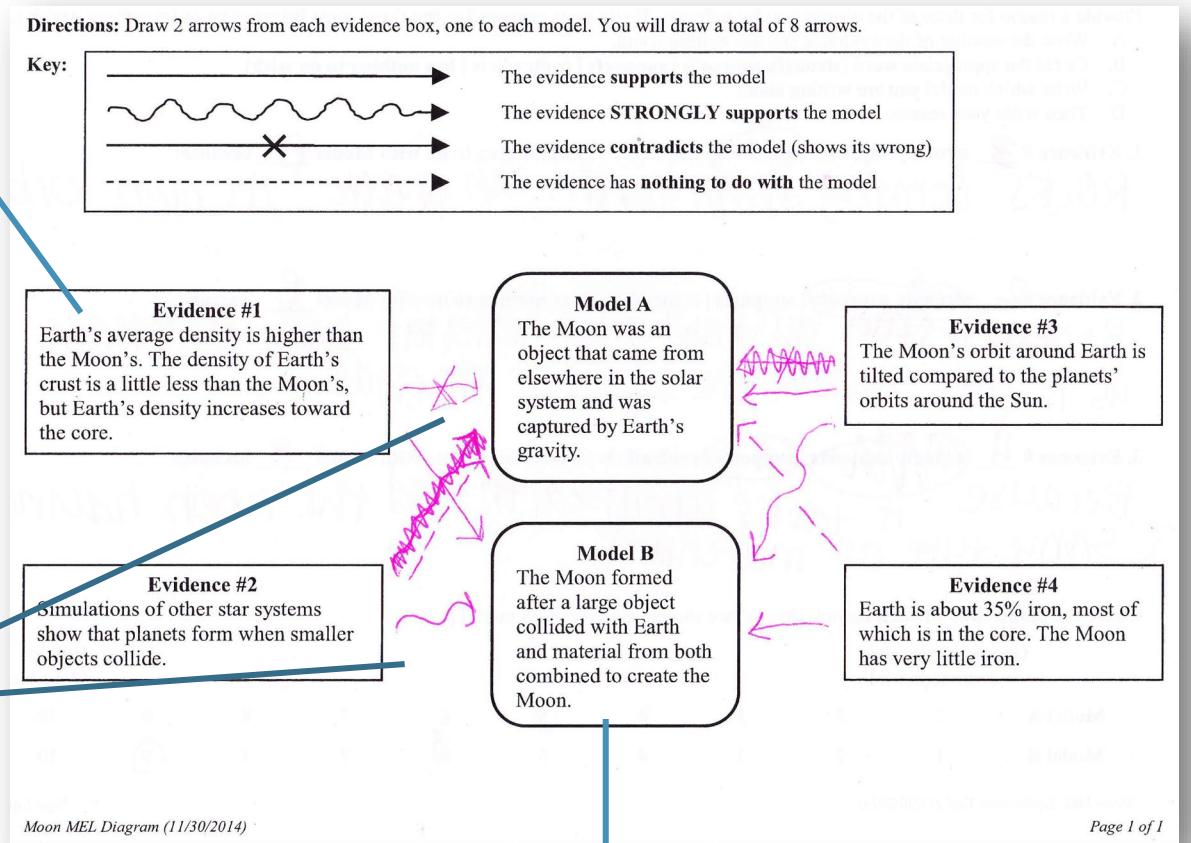 Directions: Draw 2 arrows from each evidence box, one to each model. You will draw a total of 8 arrows.
Key:
The evidence supports the model
The evidence STRONGLY supports the model
The evidence contradicts the model (shows its wrong)
The evidence has nothing to do with the model
Evidence #1
Earth's average density is higher than
the Moon's. The density of Earth's
crust is a little less than the Moon's,
but Earth's density increases toward
the core.
Model A
The Moon was an
object that came from
elsewhere in the solar
system and was
captured by Earth's
gravity.
Evidence #3
The Moon's orbit around Earth is
tilted compared to the planets'
orbits around the Sun.
Evidence #2
Simulations of other star systems
show that planets form when smaller
objects collide.
Model B
The Moon formed
after a large object
collided with Earth
and material from both
combined to create the
Moon.
Evidence #4
Earth is about 35% iron, most of
which is in the core. The Moon
has very little iron.
Moon MEL Diagram (11/30/2014)
Page 1 of 1